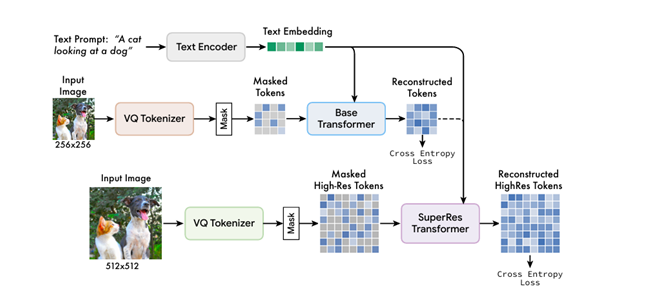 Text Prompt: “A cat
looking at a dog”
Text Encoder
Text Embedding
Input
Image
256x256
VQ Tokenizer
Mask
Masked
Tokens
Base
Transformer
Reconstructed
Tokens
Cross Entropy
Loss
Input Image
512x512
VQ Tokenizer
Mask
Masked
High-Res Tokens
SuperRes
Transformer
Reconstructed
HighRes Tokens
Cross Entropy
Loss